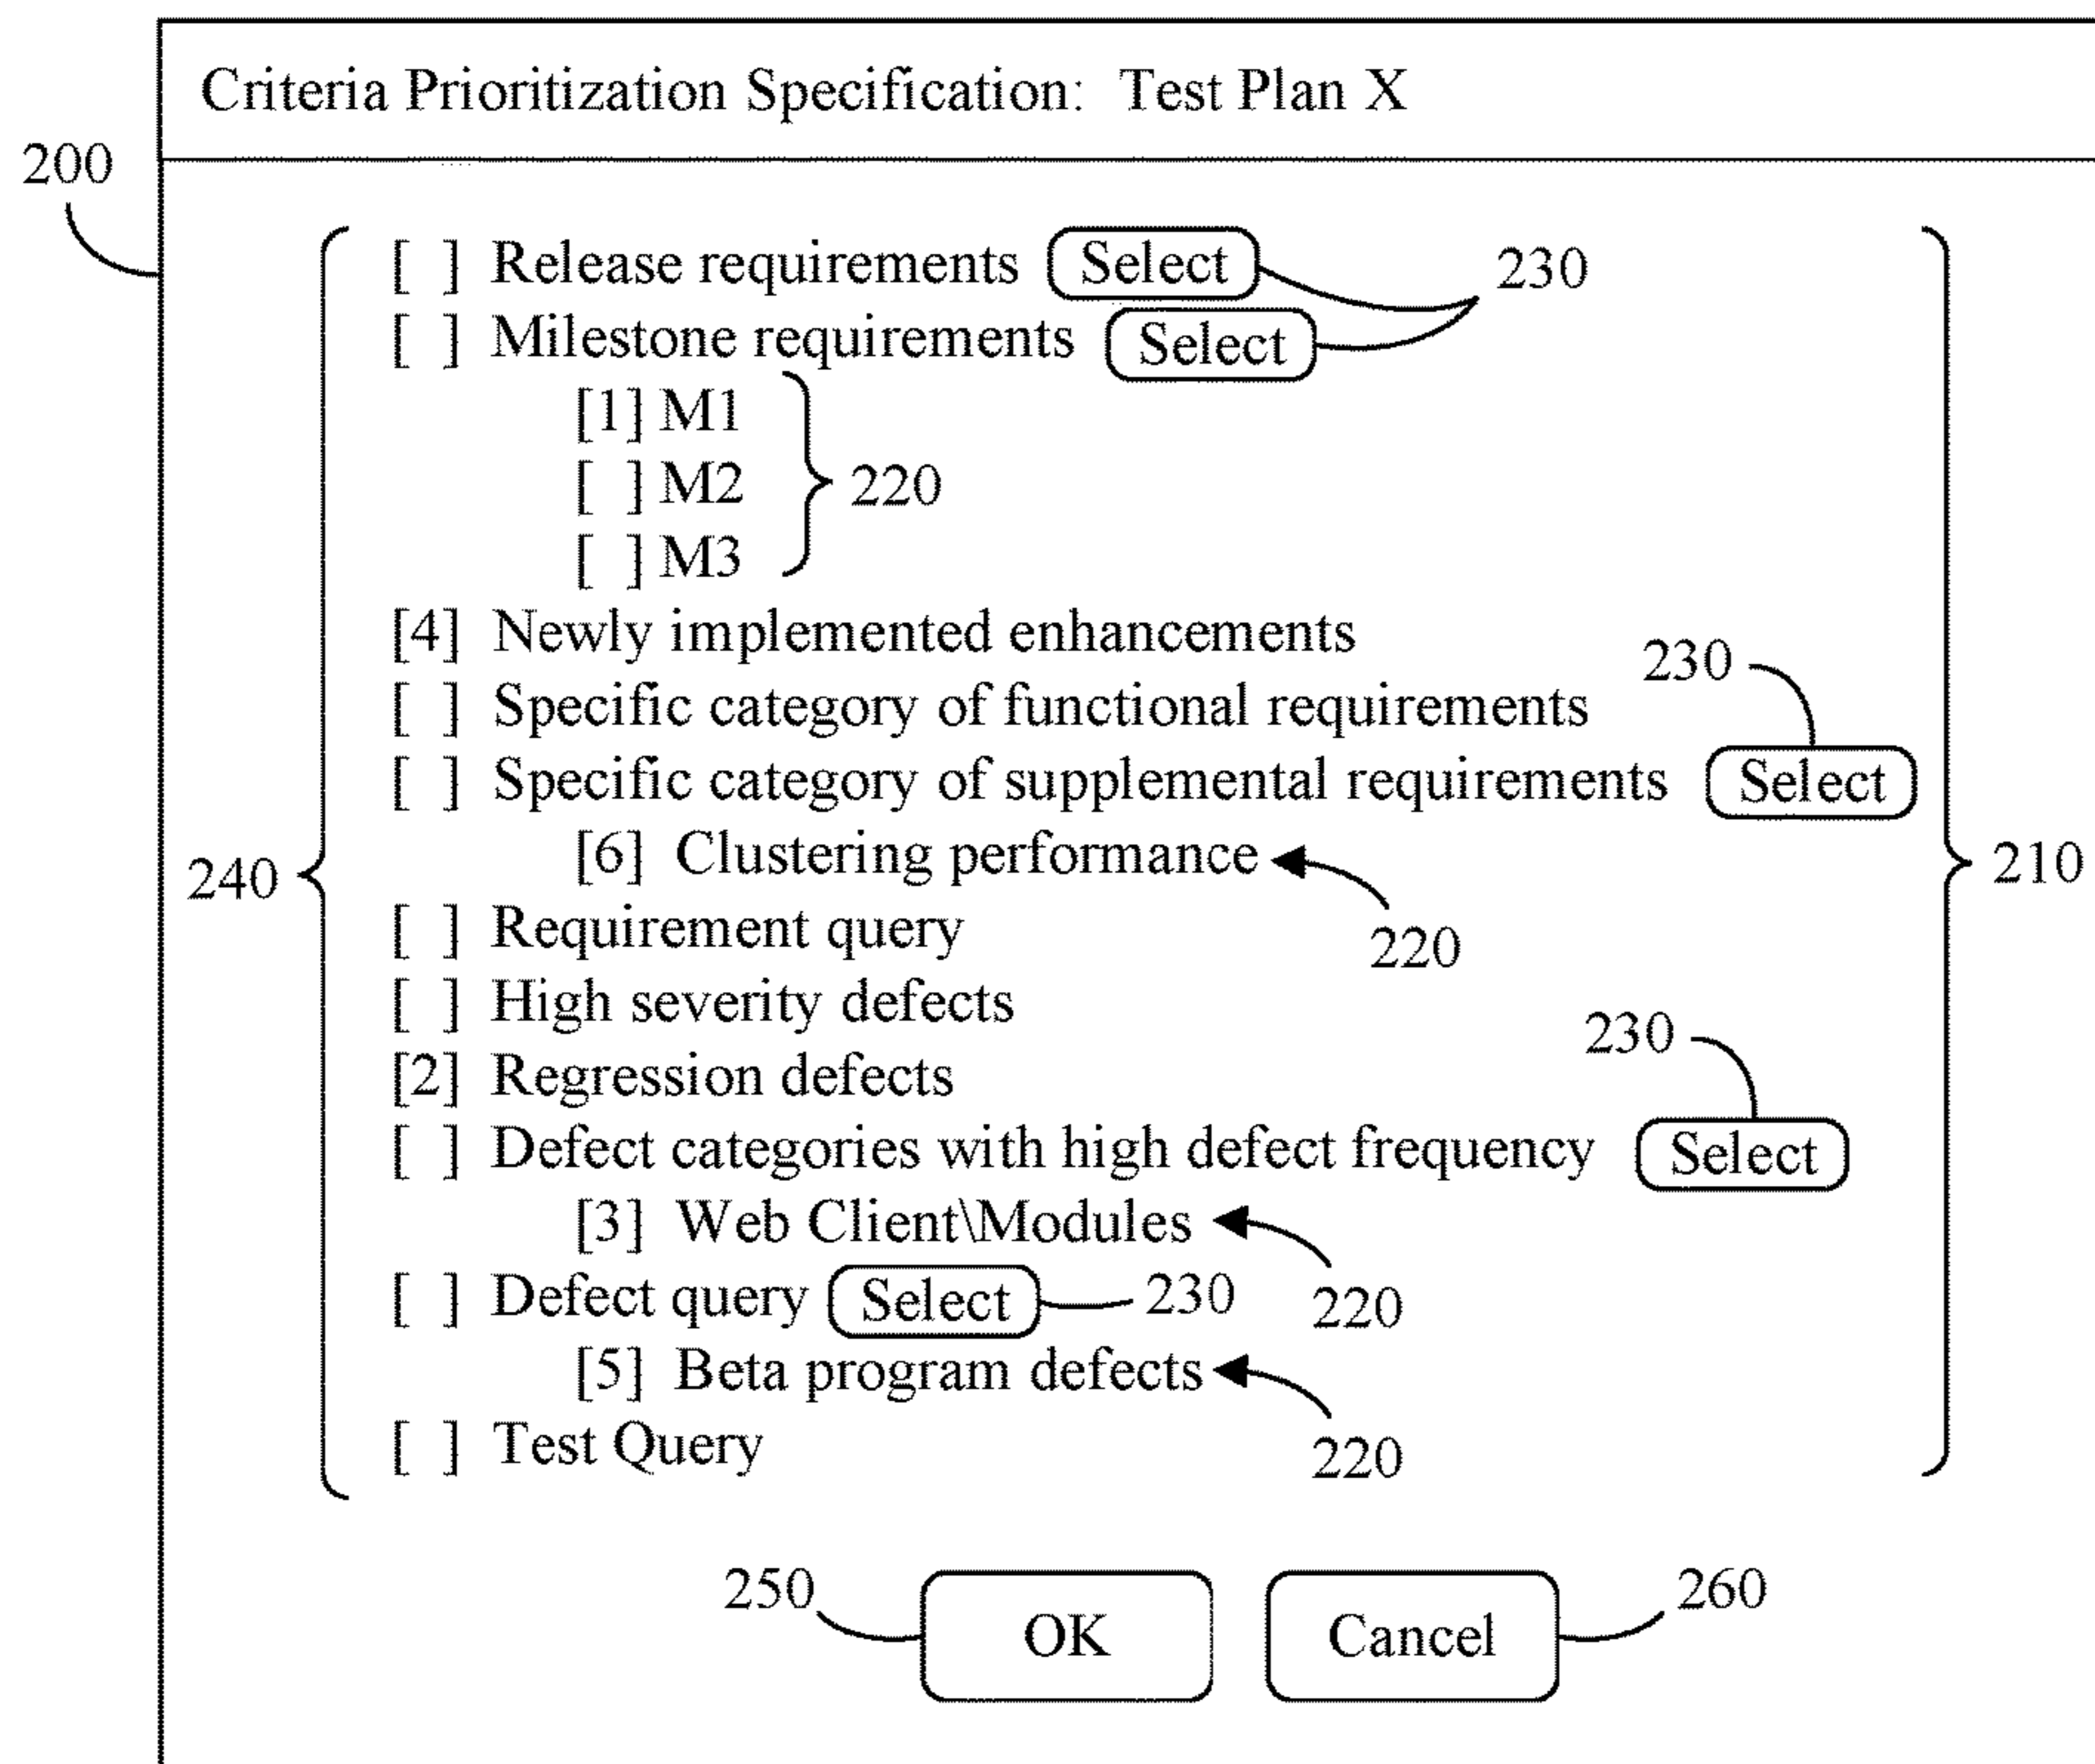 Criteria Prioritization Specification: Test Plan X
200
[ ] Release requirements Select 230
[ ] Milestone requirements Select
[1] M1
[ ] M2 220
[ ] M3
[4] Newly implemented enhancements
230
[ ] Specific category of functional requirements
[ ] Specific category of supplemental requirements Select
240 [6] Clustering performance 210
[ ] Requirement query 220
[ ] High severity defects
230
[2] Regression defects
[ ] Defect categories with high defect frequency Select
[3] Web Client\Modules
[ ] Defect query Select 230 220
[5] Beta program defects
[ ] Test Query 220
250 OK Cancel 260